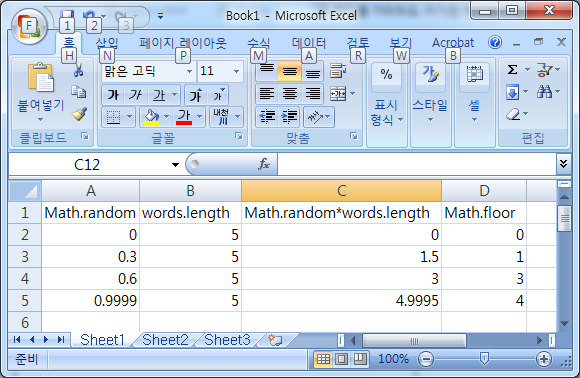 Book1 - Microsoft Excel
F 1 2 3
홈 삽입 페이지 레이아웃 수식 데이터 검토 보기 Acrobat
H N P M A R W B
맑은 고딕 11
붙여넣기 가 가 가 가 가 내천 표시 형식 스타일 셀
클립보드 글꼴 맞춤 편집
C12 fx
A B C D
1 Math.random words.length Math.random*words.length Math.floor
2 0 5 0 0
3 0.3 5 1.5 1
4 0.6 5 3 3
5 0.9999 5 4.9995 4
6
Sheet1 Sheet2 Sheet3
준비 100%